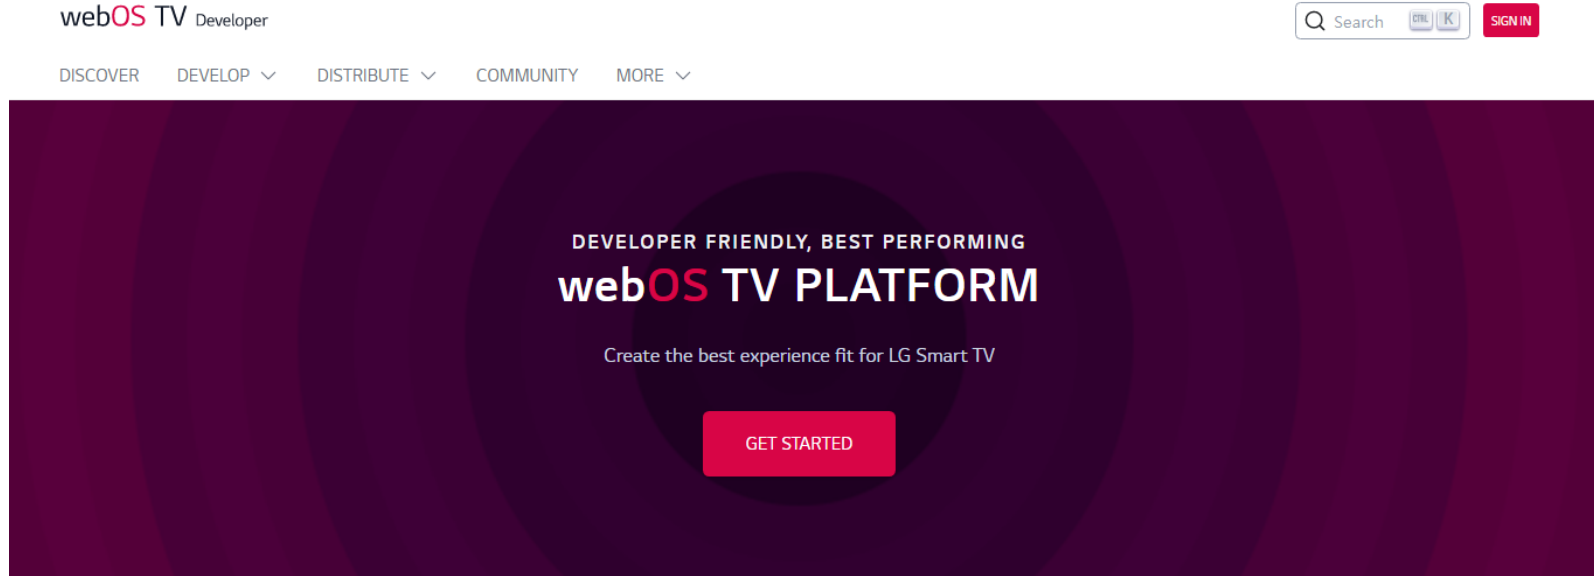 webOS TV Developer
Search CTRL K
SIGN IN
DISCOVER DEVELOP DISTRIBUTE COMMUNITY MORE
DEVELOPER FRIENDLY, BEST PERFORMING
webOS TV PLATFORM
Create the best experience fit for LG Smart TV
GET STARTED